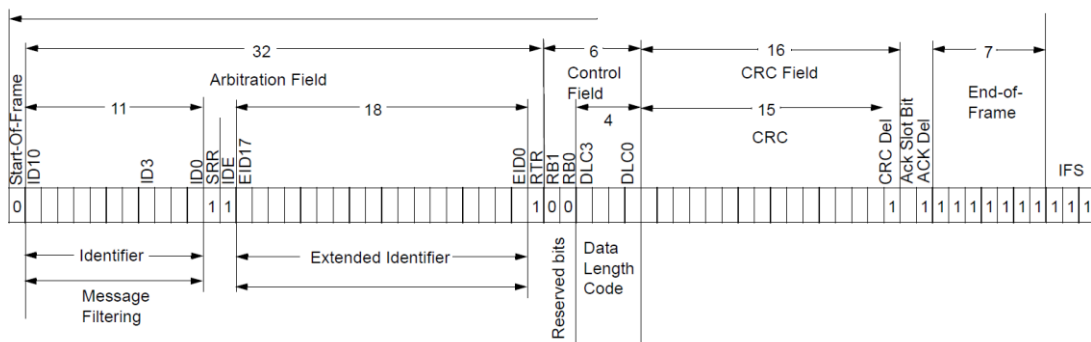 32
6
16
7
Arbitration Field
Control
Field
CRC Field
End-of-
Frame
11
18
4
15
CRC
Start-Of-Frame
ID10
ID3
ID0
SRR
IDE
EID17
EID0
RTR
RB1
RB0
DLC3
DLC0
CRC Del
Ack Slot Bit
ACK Del
IFS
0 1 1 1 0 0 1 1 1 1 1 1 1 1 1 1 1 1
Identifier
Extended Identifier
Message
Filtering
Reserved bits
Data
Length
Code